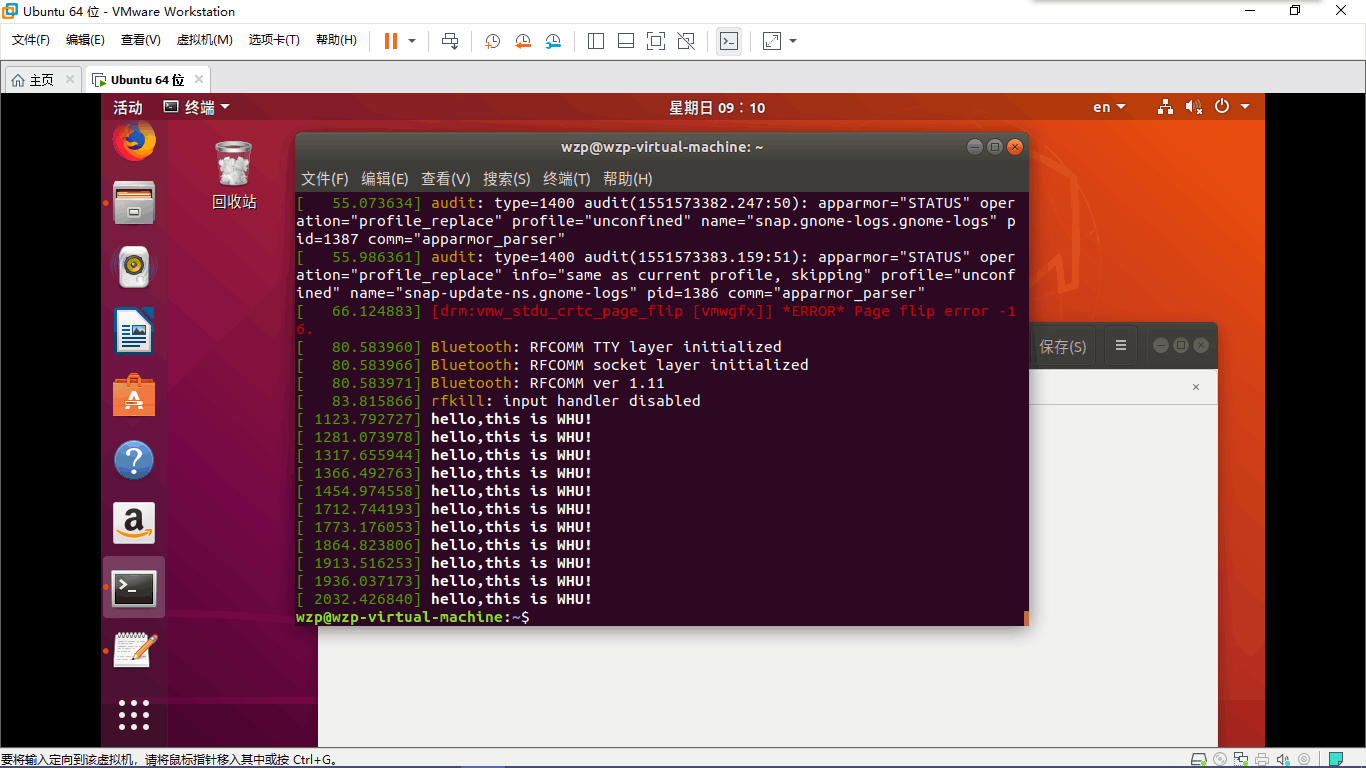 Ubuntu 64 位 - VMware Workstation
文件(F) 编辑(E) 查看(V) 虚拟机(M) 选项卡(T) 帮助(H)
主页 Ubuntu 64 位
活动 终端 星期日 09：10 en
回收站
wzp@wzp-virtual-machine: ~
文件(F) 编辑(E) 查看(V) 搜索(S) 终端(T) 帮助(H)
[   55.073634] audit: type=1400 audit(1551573382.247:50): apparmor="STATUS" oper
ation="profile_replace" profile="unconfined" name="snap.gnome-logs.gnome-logs" p
id=1387 comm="apparmor_parser"
[   55.986361] audit: type=1400 audit(1551573383.159:51): apparmor="STATUS" oper
ation="profile_replace" info="same as current profile, skipping" profile="unconf
ined" name="snap-update-ns.gnome-logs" pid=1386 comm="apparmor_parser"
[   66.124883] [drm:vmw_stdu_crtc_page_flip [vmwgfx]] *ERROR* Page flip error -1
6.
[   80.583960] Bluetooth: RFCOMM TTY layer initialized
[   80.583966] Bluetooth: RFCOMM socket layer initialized
[   80.583971] Bluetooth: RFCOMM ver 1.11
[   83.815866] rfkill: input handler disabled
[ 1123.792727] hello,this is WHU!
[ 1281.073978] hello,this is WHU!
[ 1317.655944] hello,this is WHU!
[ 1366.492763] hello,this is WHU!
[ 1454.974558] hello,this is WHU!
[ 1712.744193] hello,this is WHU!
[ 1773.176053] hello,this is WHU!
[ 1864.823806] hello,this is WHU!
[ 1913.516253] hello,this is WHU!
[ 1936.037173] hello,this is WHU!
[ 2032.426840] hello,this is WHU!
wzp@wzp-virtual-machine:~$
保存(S)
要将输入定向到该虚拟机，请将鼠标指针移入其中或按 Ctrl+G。